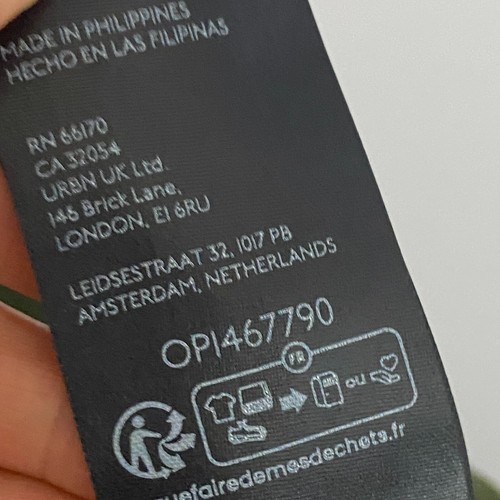 MADE IN PHILIPPINES
HECHO EN LAS FILIPINAS
RN 66170
CA 32054
URBN UK Ltd.
146 Brick Lane,
LONDON, E1 6RU
LEIDSESTRAAT 32, 1017 PB
AMSTERDAM, NETHERLANDS
OP1467790
FR
ou
uefairedemesdechets.fr